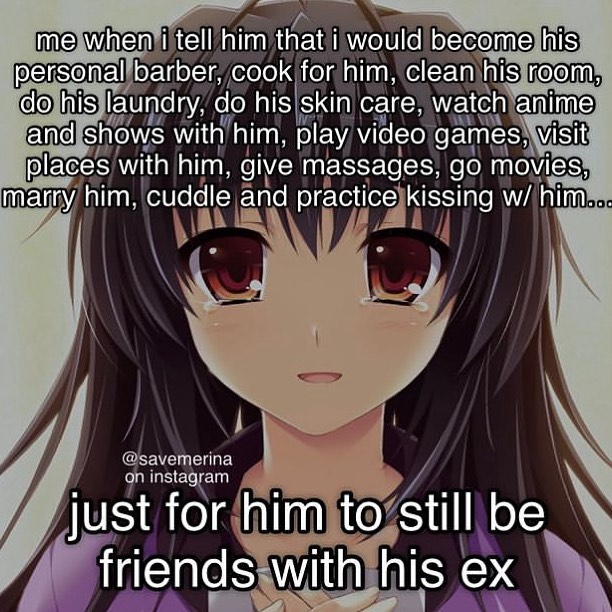 me when i tell him that i would become his
personal barber, cook for him, clean his room,
do his laundry, do his skin care, watch anime
and shows with him, play video games, visit
places with him, give massages, go movies,
marry him, cuddle and practice kissing w/ him...
@savemerina
on instagram
just for him to still be
friends with his ex